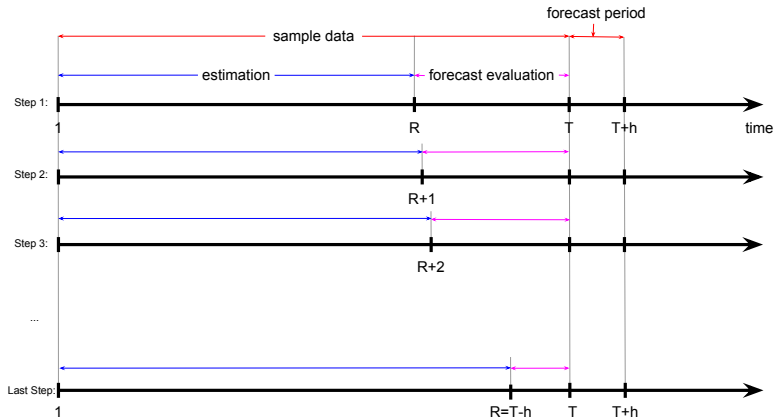 forecast period
sample data
estimation
forecast evaluation
Step 1:
1 R T T+h time
Step 2:
R+1
Step 3:
R+2
...
Last Step:
1 R=T-h T T+h